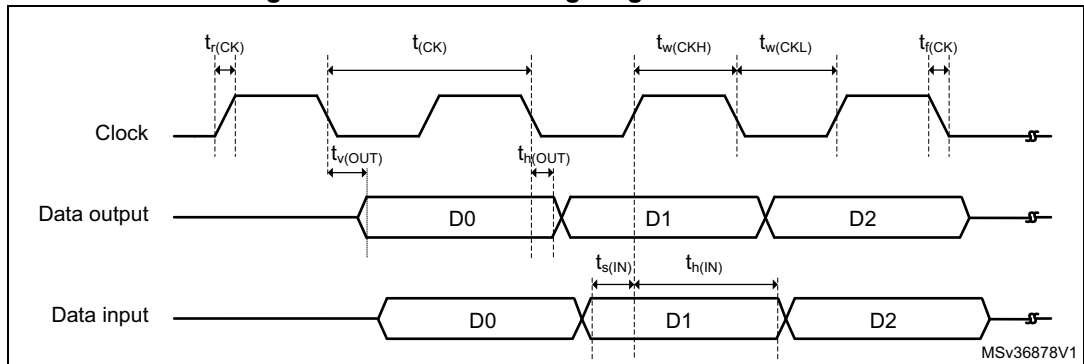 t_r(CK) t_(CK) t_w(CKH) t_w(CKL) t_f(CK)
Clock
t_v(OUT) t_h(OUT)
Data output D0 D1 D2
t_s(IN) t_h(IN)
Data input D0 D1 D2
MSv36878V1